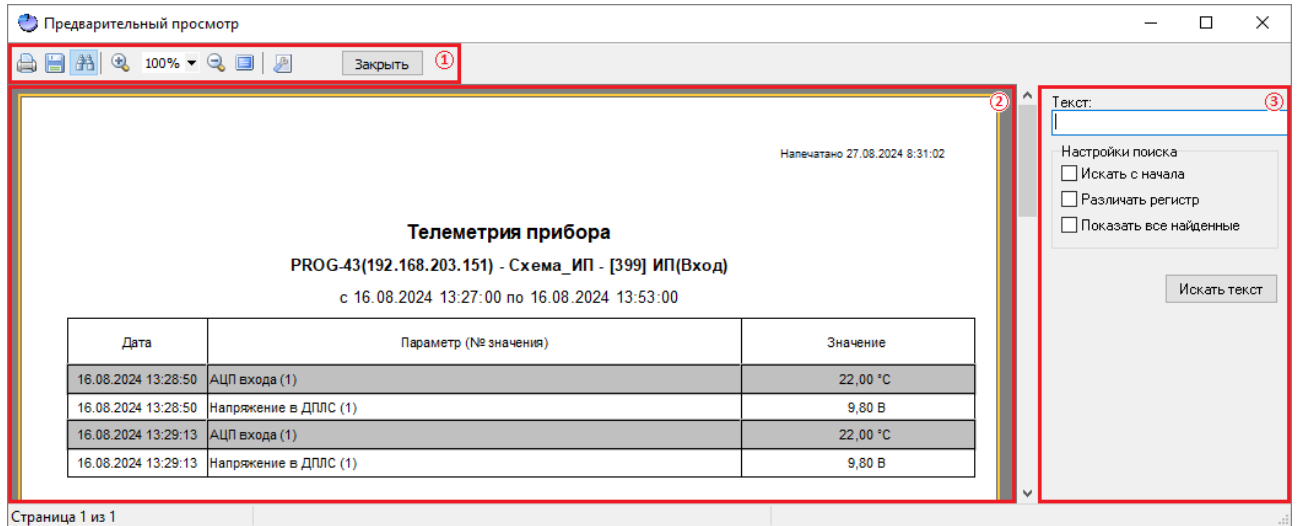 Предварительный просмотр
100% Закрыть ①
② Текст: ③
Напечатано 27.08.2024 8:31:02
Настройки поиска
Искать с начала
Различать регистр
Показать все найденные
Искать текст
Телеметрия прибора
PROG-43(192.168.203.151) - Схема_ИП - [399] ИП(Вход)
с 16.08.2024 13:27:00 по 16.08.2024 13:53:00
Дата Параметр (№ значения) Значение
16.08.2024 13:28:50 АЦП входа (1) 22,00 °C
16.08.2024 13:28:50 Напряжение в ДПЛС (1) 9,80 В
16.08.2024 13:29:13 АЦП входа (1) 22,00 °C
16.08.2024 13:29:13 Напряжение в ДПЛС (1) 9,80 В
Страница 1 из 1